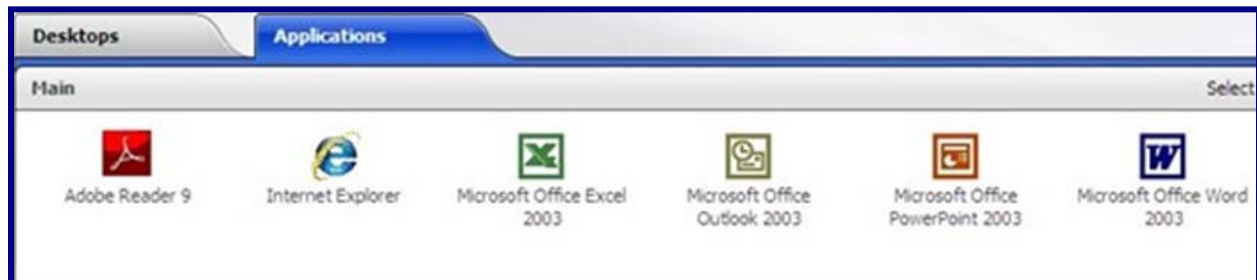 Desktops Applications
Main Select
Adobe Reader 9 Internet Explorer Microsoft Office Excel Microsoft Office Microsoft Office Microsoft Office Word
2003 Outlook 2003 PowerPoint 2003 2003